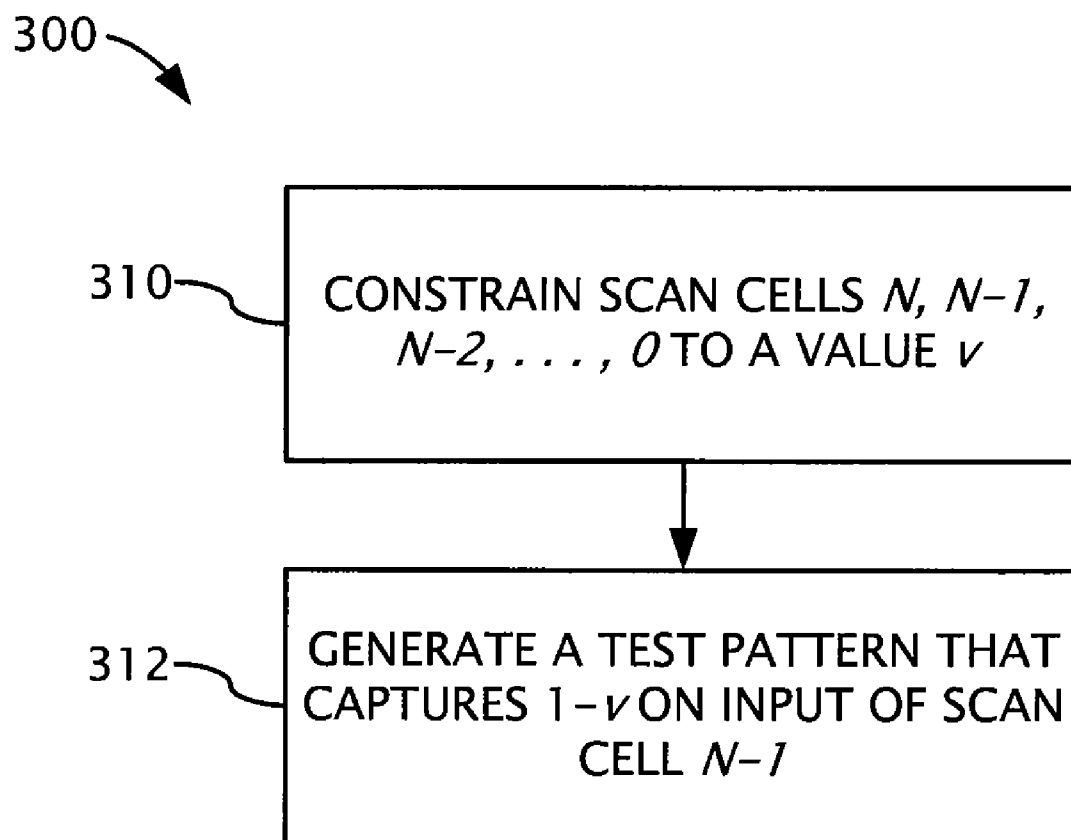 300
310
CONSTRAIN SCAN CELLS N, N–1,
N–2, . . . , 0 TO A VALUE v
312
GENERATE A TEST PATTERN THAT
CAPTURES 1–v ON INPUT OF SCAN
CELL N–1